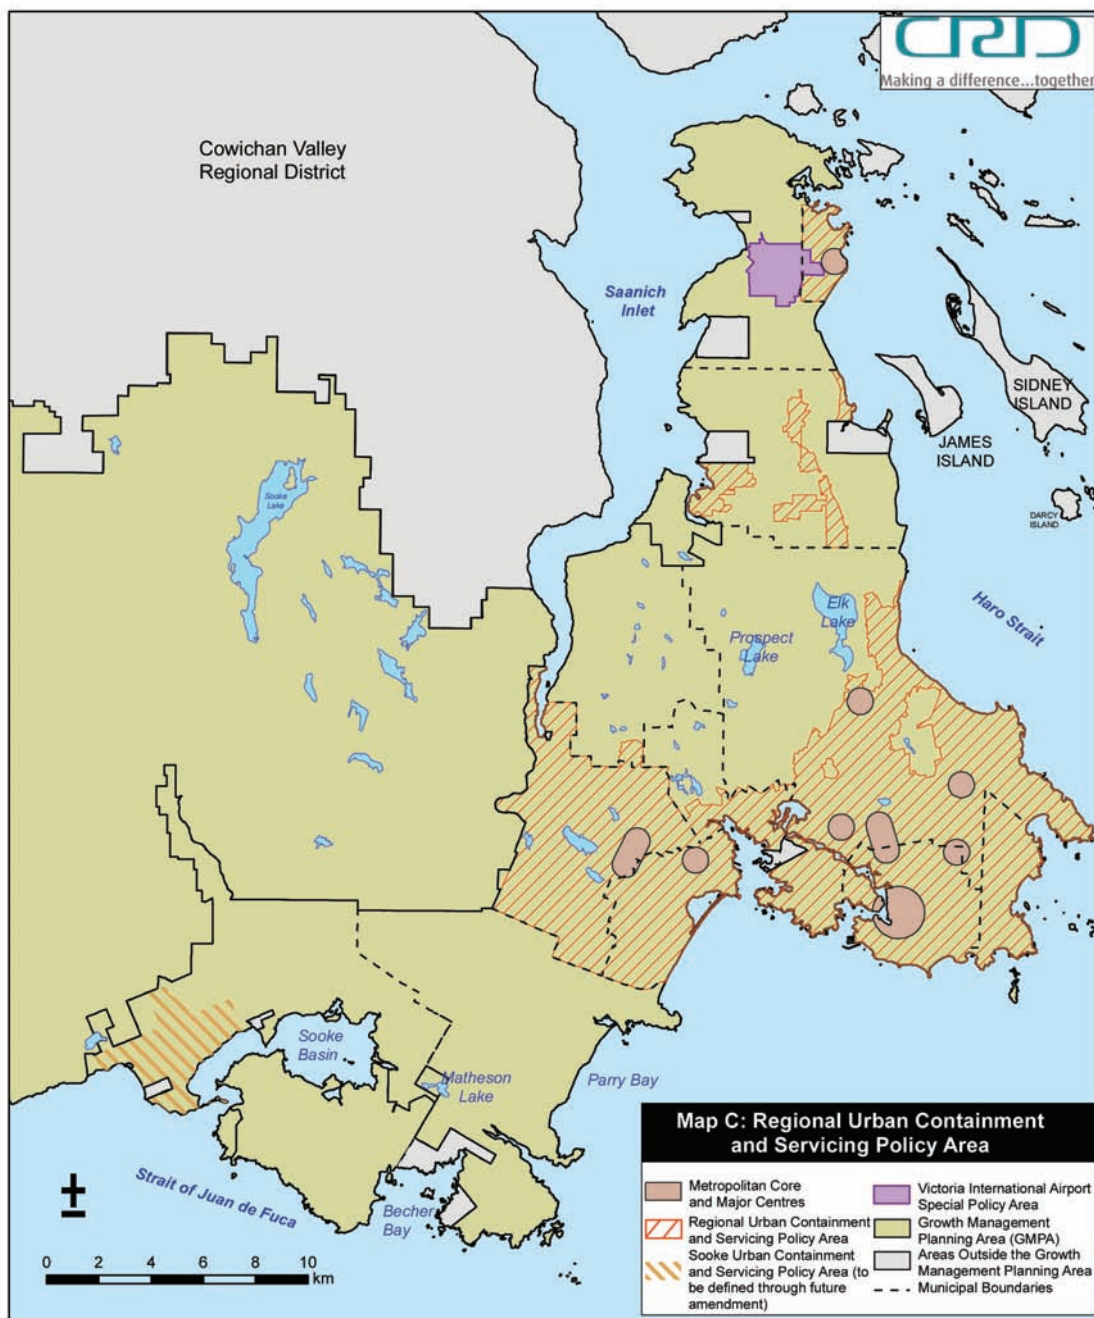 CRD
Making a difference...together
Cowichan Valley
Regional District
Saanich
Inlet
SIDNEY
ISLAND
JAMES
ISLAND
DARCY
ISLAND
Sooke
Lake
Elk
Lake
Prospect
Lake
Haro Strait
Sooke
Basin
Matheson
Lake
Parry Bay
Strait of Juan de Fuca
Becher
Bay
0 2 4 6 8 10
km
Map C: Regional Urban Containment
and Servicing Policy Area
Metropolitan Core
and Major Centres
Regional Urban Containment
and Servicing Policy Area
Sooke Urban Containment
and Servicing Policy Area (to
be defined through future
amendment)
Victoria International Airport
Special Policy Area
Growth Management
Planning Area (GMPA)
Areas Outside the Growth
Management Planning Area
Municipal Boundaries